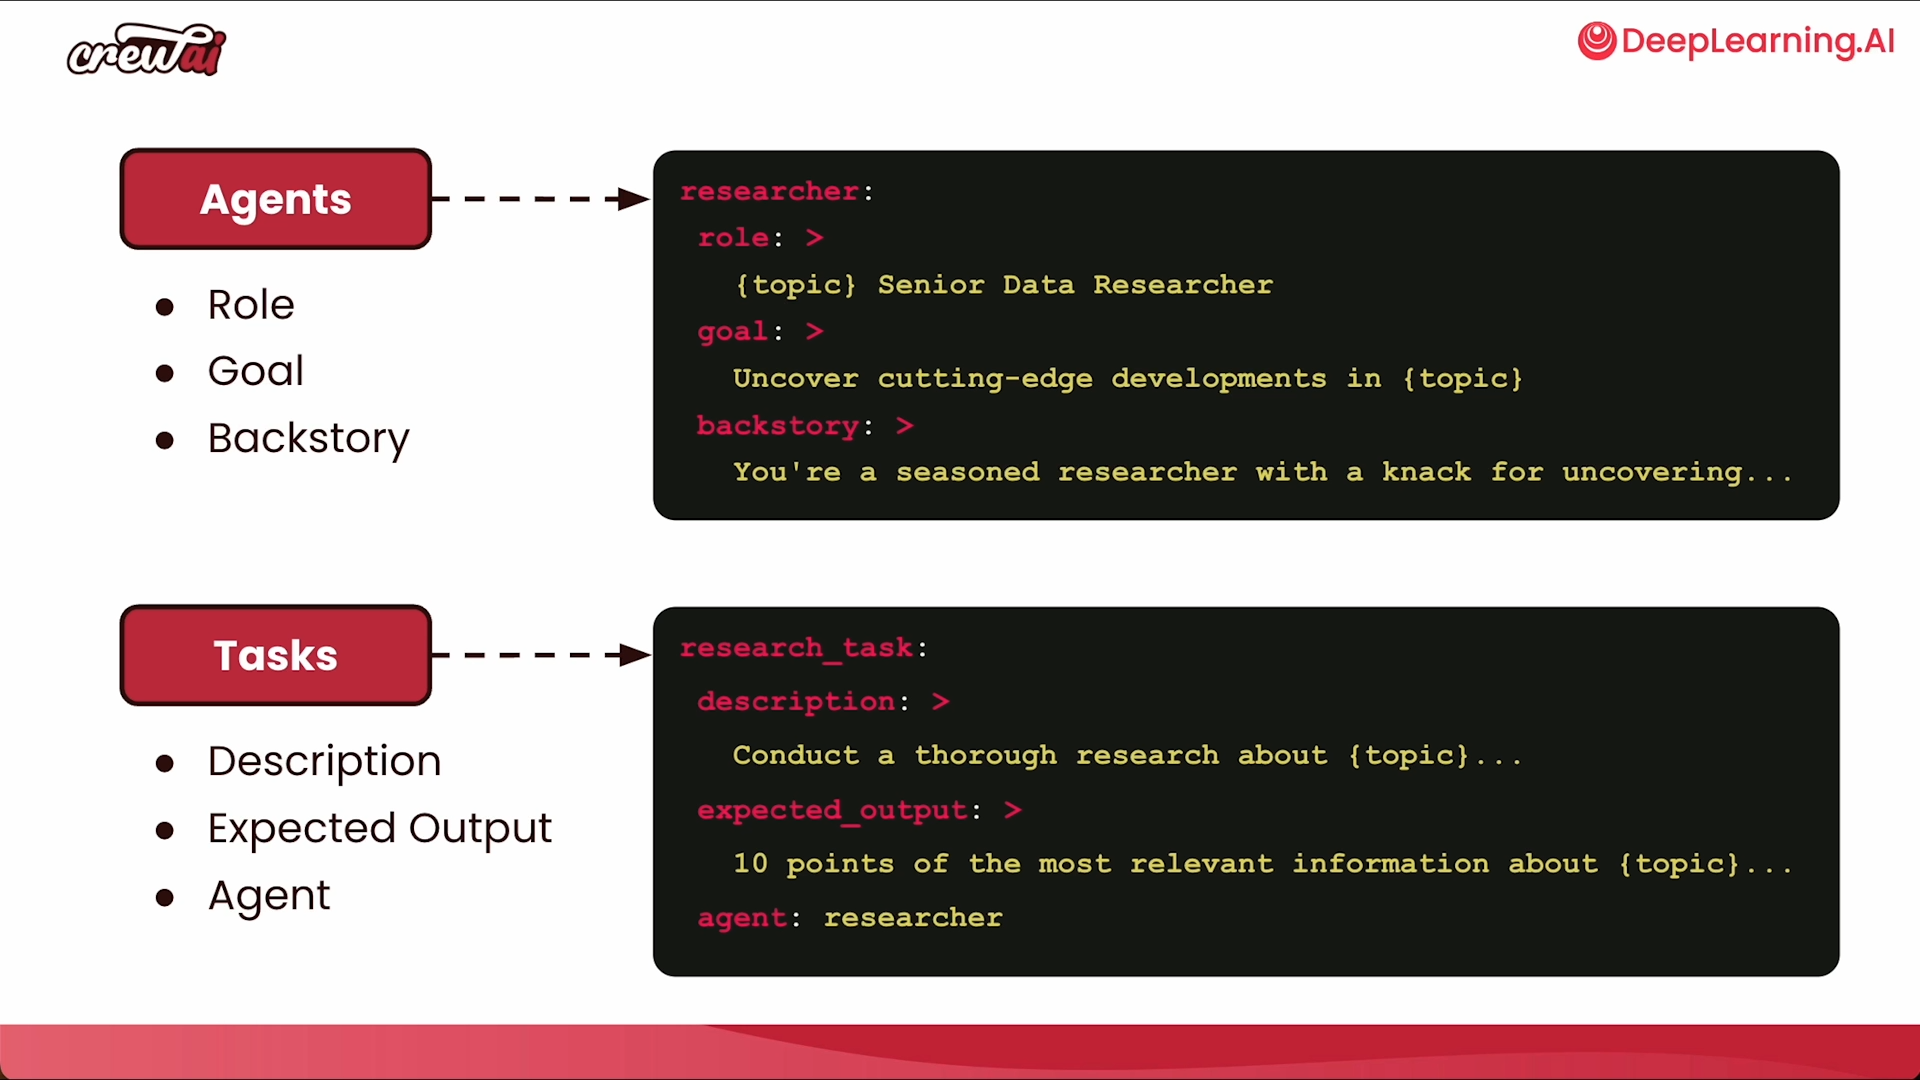 crewai
DeepLearning.AI
Agents
Role
Goal
Backstory
researcher:
role: >
{topic} Senior Data Researcher
goal: >
Uncover cutting-edge developments in {topic}
backstory: >
You're a seasoned researcher with a knack for uncovering...
Tasks
Description
Expected Output
Agent
research_task:
description: >
Conduct a thorough research about {topic}...
expected_output: >
10 points of the most relevant information about {topic}...
agent: researcher